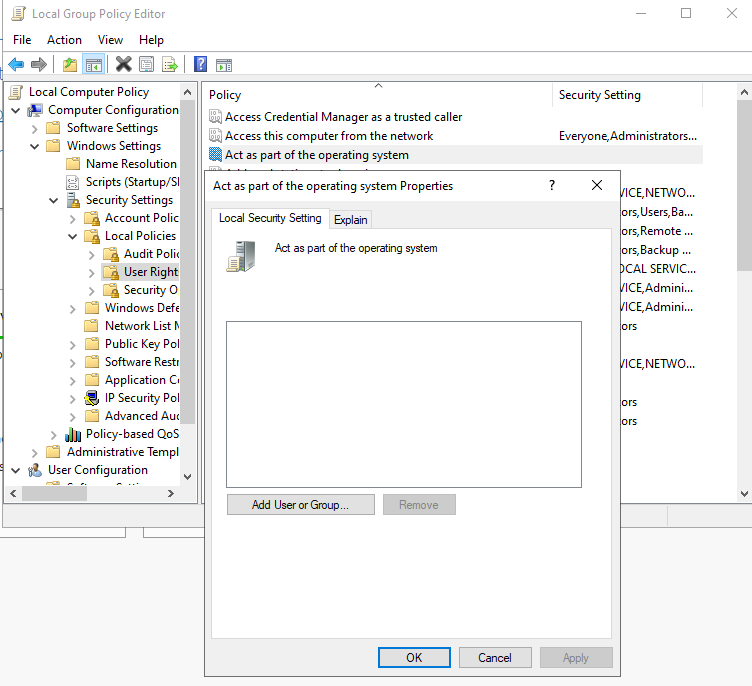 Local Group Policy Editor
File Action View Help
Local Computer Policy
Computer Configuration
Software Settings
Windows Settings
Name Resolution
Scripts (Startup/Sl
Security Settings
Account Polic
Local Policies
Audit Polic
User Right
Security O
Windows Defe
Network List M
Public Key Pol
Software Restr
Application Co
IP Security Pol
Advanced Aud
Policy-based QoS
Administrative Templ
User Configuration
Policy Security Setting
Access Credential Manager as a trusted caller
Access this computer from the network Everyone,Administrators...
Act as part of the operating system
VICE,NETWO...
ors,Users,Ba...
ors,Remote ...
ors,Backup ...
OCAL SERVIC...
VICE,Admini...
VICE,Admini...
ors
VICE,NETWO...
ors
ors
Act as part of the operating system Properties
? 
Local Security Setting Explain
Act as part of the operating system
Add User or Group... Remove
OK Cancel Apply